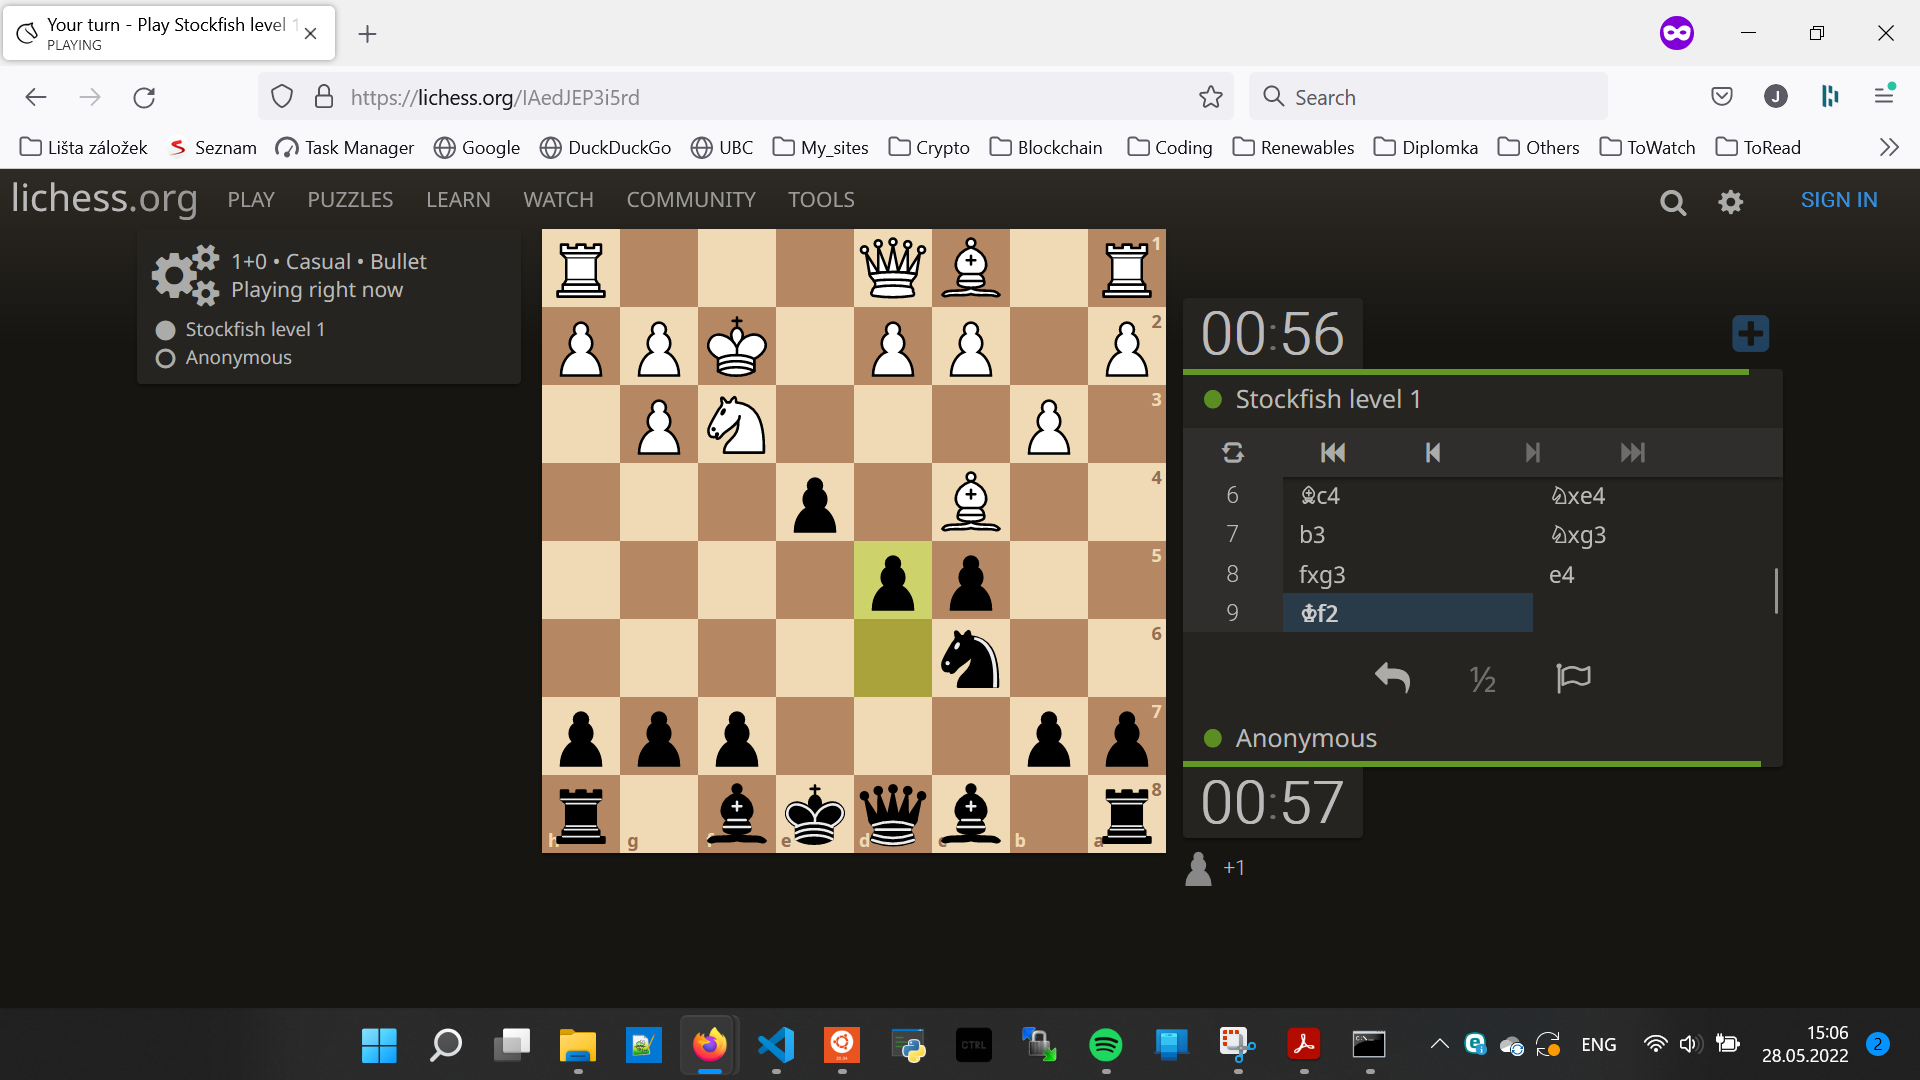 Your turn - Play Stockfish level 1
PLAYING
https://lichess.org/IAedJEP3i5rd
Search
J
Lišta záložek
Seznam
Task Manager
Google
DuckDuckGo
UBC
My_sites
Crypto
Blockchain
Coding
Renewables
Diplomka
Others
ToWatch
ToRead
lichess.org
PLAY
PUZZLES
LEARN
WATCH
COMMUNITY
TOOLS
SIGN IN
1+0 • Casual • Bullet
Playing right now
Stockfish level 1
Anonymous
1
2
3
4
5
6
7
8
h
g
f
e
d
c
b
a
00:56
Stockfish level 1
6 ♗c4 ♘xe4
7 b3 ♘xg3
8 fxg3 e4
9 ♔f2
½
Anonymous
00:57
+1
CTRL
ENG
15:06
28.05.2022
2